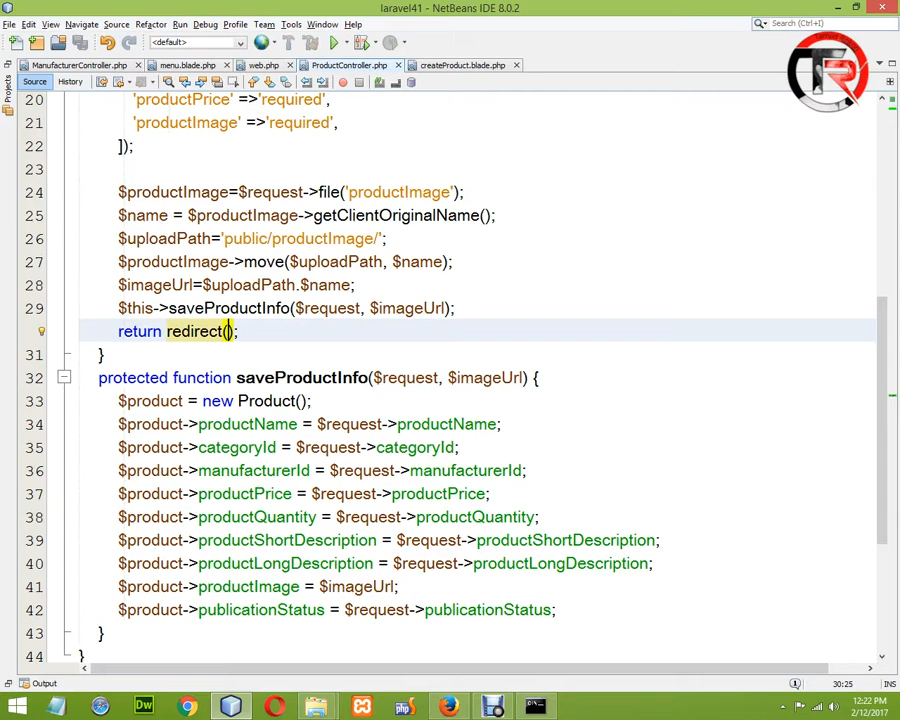 laravel41 - NetBeans IDE 8.0.2
File Edit View Navigate Source Refactor Run Debug Profile Team Tools Window Help
<default>
Search (Ctrl+I)
ManufacturerController.php menu.blade.php web.php ProductController.php createProduct.blade.php
Source History
Projects
20 'productPrice' =>'required',
21 'productImage' =>'required',
22 ]);
23
24 $productImage=$request->file('productImage');
25 $name = $productImage->getClientOriginalName();
26 $uploadPath='public/productImage/';
27 $productImage->move($uploadPath, $name);
28 $imageUrl=$uploadPath.$name;
29 $this->saveProductInfo($request, $imageUrl);
return redirect();
31 }
32 protected function saveProductInfo($request, $imageUrl) {
33 $product = new Product();
34 $product->productName = $request->productName;
35 $product->categoryId = $request->categoryId;
36 $product->manufacturerId = $request->manufacturerId;
37 $product->productPrice = $request->productPrice;
38 $product->productQuantity = $request->productQuantity;
39 $product->productShortDescription = $request->productShortDescription;
40 $product->productLongDescription = $request->productLongDescription;
41 $product->productImage = $imageUrl;
42 $product->publicationStatus = $request->publicationStatus;
43 }
44 }
Output
30:25 INS
Dw
php
12:22 PM
2/12/2017